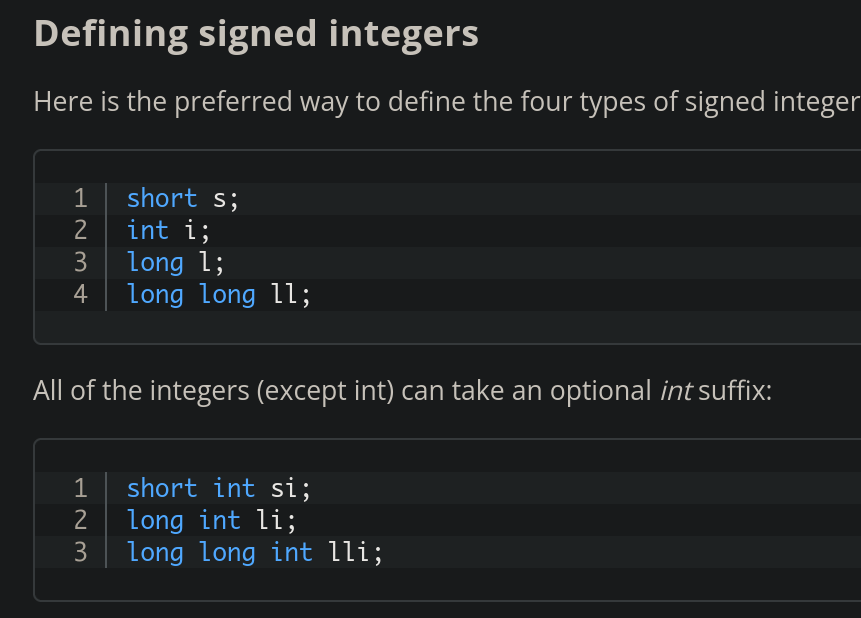 Defining signed integers
Here is the preferred way to define the four types of signed integer
1 short s;
2 int i;
3 long l;
4 long long ll;
All of the integers (except int) can take an optional int suffix:
1 short int si;
2 long int li;
3 long long int lli;